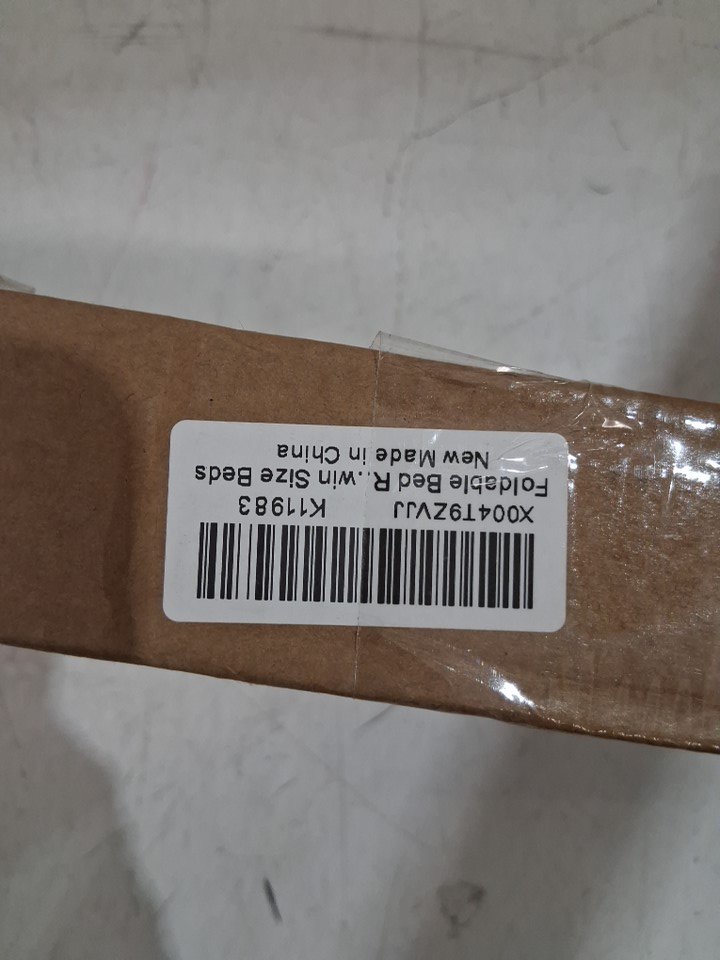 X004T9ZVJJ K11983
Foldable Bed R...win Size Beds
New Made in China